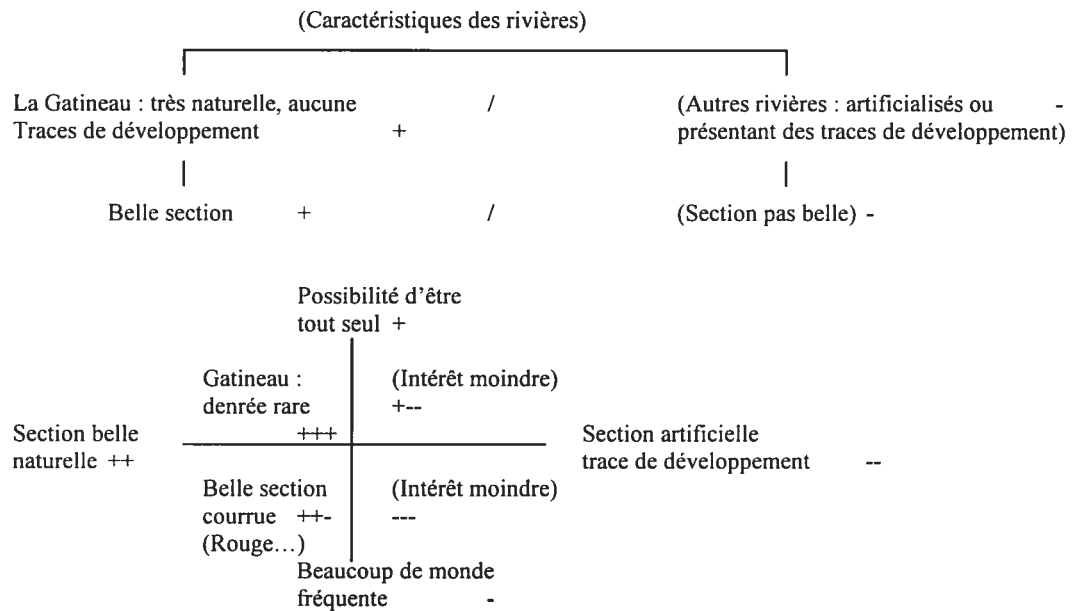 (Caractéristiques des rivières)
La Gatineau : très naturelle, aucune / (Autres rivières : artificialisés ou -
Traces de développement + présentant des traces de développement)
Belle section + / (Section pas belle) -
Possibilité d'être
tout seul +
Gatineau : (Intérêt moindre)
denrée rare +--
Section belle +++ Section artificielle
naturelle ++ trace de développement --
Belle section (Intérêt moindre)
courrue ++- ---
(Rouge…)
Beaucoup de monde
fréquente -